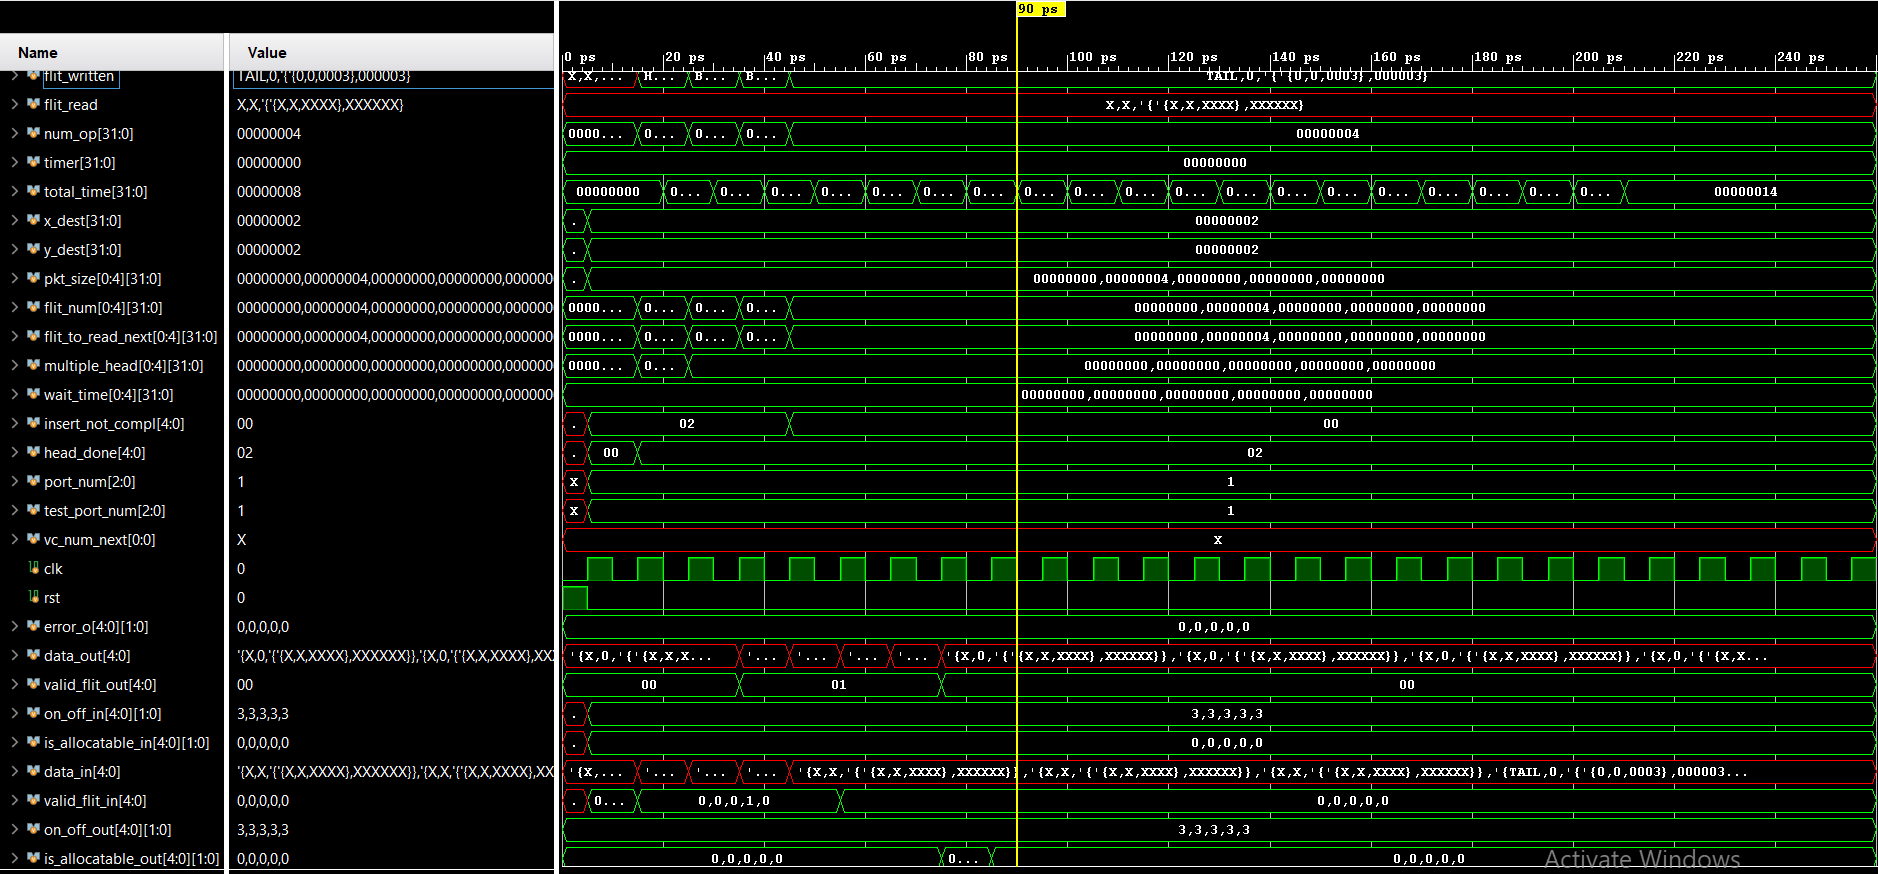 90 ps
Name Value
0 ps 20 ps 40 ps 60 ps 80 ps 100 ps 120 ps 140 ps 160 ps 180 ps 200 ps 220 ps 240 ps
flit_written TAIL,0,'{'{0,0,0003},000003} X,X,... H... B... B... TAIL,0,'{'{0,0,0003},000003}
flit_read X,X,'{'{X,X,XXXX},XXXXXX} X,X,'{'{X,X,XXXX},XXXXXX}
num_op[31:0] 00000004 0000... 0... 0... 0... 00000004
timer[31:0] 00000000 00000000
total_time[31:0] 00000008 00000000 0... 0... 0... 0... 0... 0... 0... 0... 0... 0... 0... 0... 0... 0... 0... 0... 0... 0... 0... 00000014
x_dest[31:0] 00000002 . 00000002
y_dest[31:0] 00000002 . 00000002
pkt_size[0:4][31:0] 00000000,00000004,00000000,00000000,000000 . 00000000,00000004,00000000,00000000,00000000
flit_num[0:4][31:0] 00000000,00000004,00000000,00000000,000000 0000... 0... 0... 0... 00000000,00000004,00000000,00000000,00000000
flit_to_read_next[0:4][31:0] 00000000,00000004,00000000,00000000,000000 0000... 0... 0... 0... 00000000,00000004,00000000,00000000,00000000
multiple_head[0:4][31:0] 00000000,00000000,00000000,00000000,000000 0000... 0... 00000000,00000000,00000000,00000000,00000000
wait_time[0:4][31:0] 00000000,00000000,00000000,00000000,000000 00000000,00000000,00000000,00000000,00000000
insert_not_compl[4:0] 00 . 02 00
head_done[4:0] 02 . 00 02
port_num[2:0] 1 X 1
test_port_num[2:0] 1 X 1
vc_num_next[0:0] X X
clk 0
rst 0
error_o[4:0][1:0] 0,0,0,0,0 0,0,0,0,0
data_out[4:0] '{X,0,'{'{X,X,XXXX},XXXXXX}},'{X,0,'{'{X,X,XXXX},XX '{X,0,'{'{X,X,X... '... '... '... '... '{X,0,'{'{X,X,XXXX},XXXXXX}},'{X,0,'{'{X,X,XXXX},XXXXXX}},'{X,0,'{'{X,X,XXXX},XXXXXX}},'{X,0,'{'{X,X...
valid_flit_out[4:0] 00 00 01 00
on_off_in[4:0][1:0] 3,3,3,3,3 . 3,3,3,3,3
is_allocatable_in[4:0][1:0] 0,0,0,0,0 . 0,0,0,0,0
data_in[4:0] '{X,X,'{'{X,X,XXXX},XXXXXX}},'{X,X,'{'{X,X,XXXX},XX '{X,... '... '... '... '{X,X,'{'{X,X,XXXX},XXXXXX}},'{X,X,'{'{X,X,XXXX},XXXXXX}},'{X,X,'{'{X,X,XXXX},XXXXXX}},'{TAIL,0,'{'{0,0,0003},000003...
valid_flit_in[4:0] 0,0,0,0,0 . 0... 0,0,0,1,0 0,0,0,0,0
on_off_out[4:0][1:0] 3,3,3,3,3 3,3,3,3,3
is_allocatable_out[4:0][1:0] 0,0,0,0,0 0,0,0,0,0 0... 0,0,0,0,0
Activate Windows